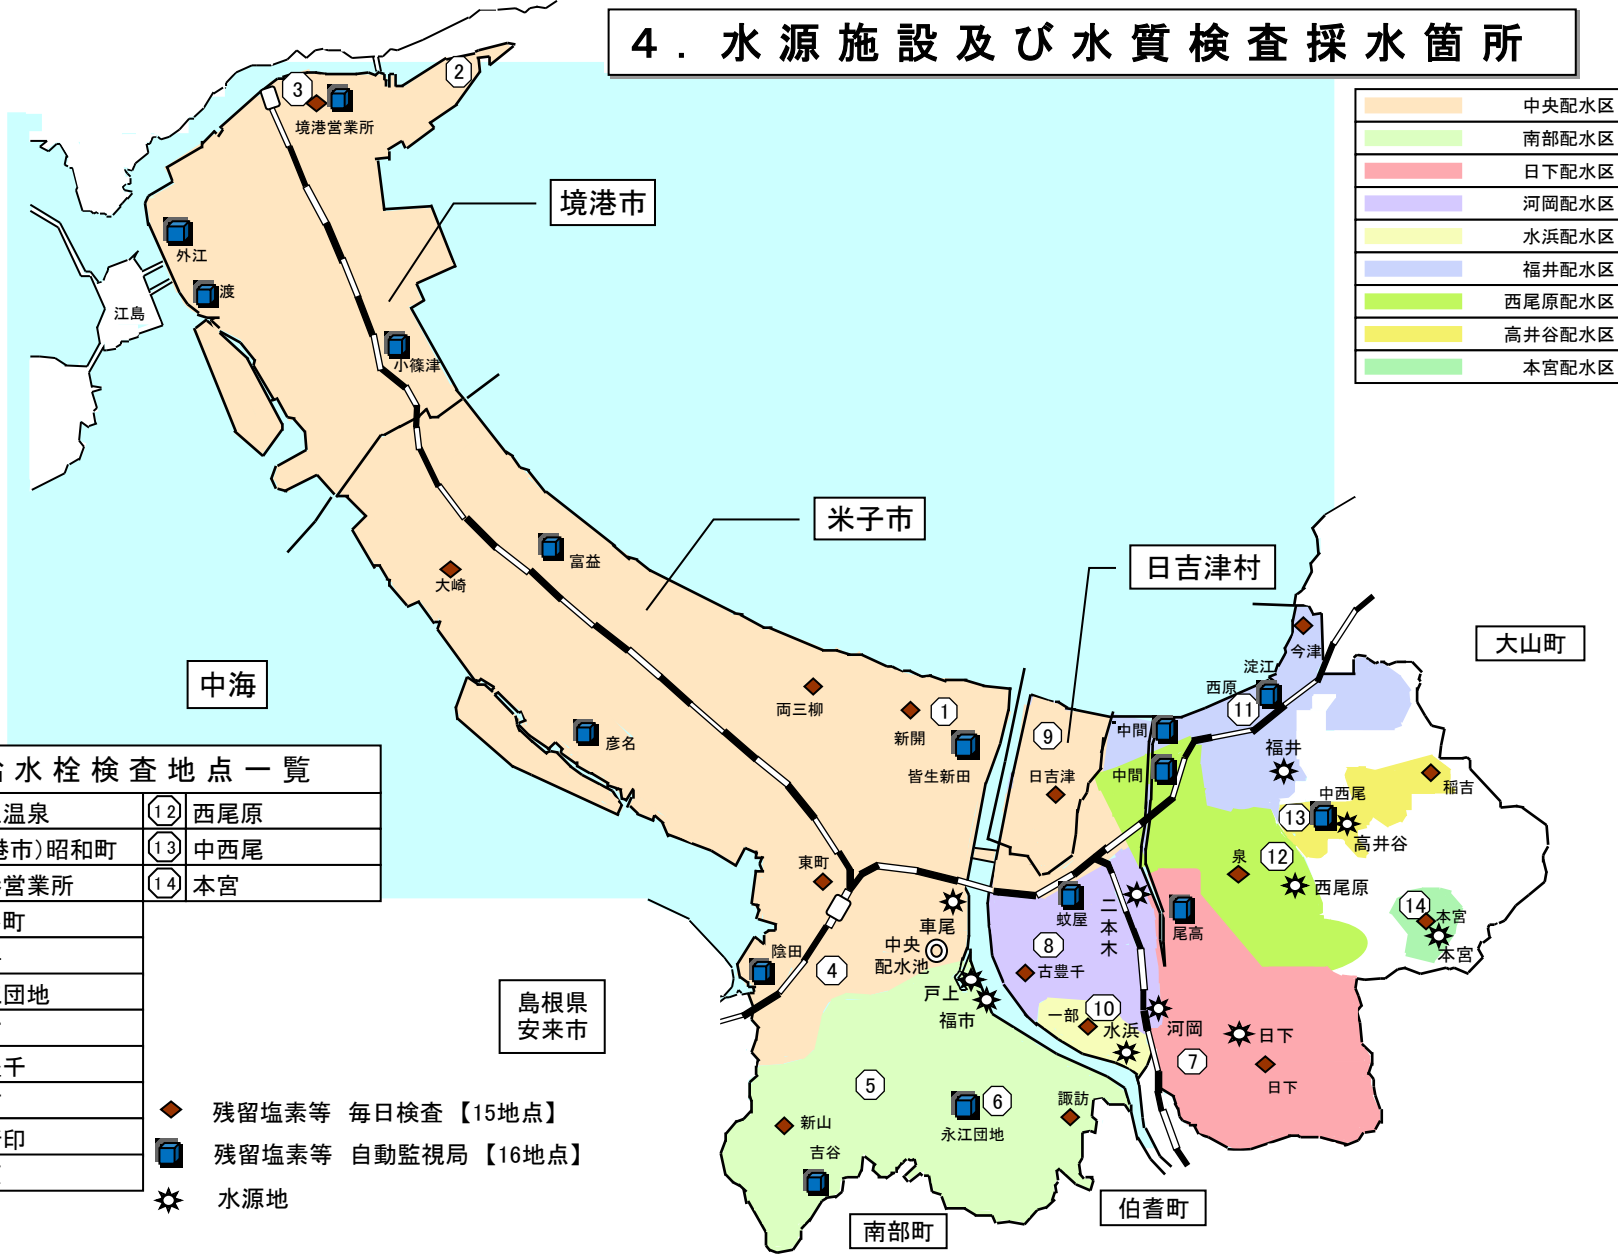 4．水源施設及び水質検査採水箇所
中央配水区
南部配水区
日下配水区
河岡配水区
水浜配水区
福井配水区
西尾原配水区
高井谷配水区
本宮配水区
②
③
境港営業所
境港市
外江
渡
江島
小篠津
米子市
富益
大崎
日吉津村
大山町
今津
淀江
西原
⑪
中海
両三柳
新開
①
皆生新田
彦名
⑨
日吉津
中間
中間
福井
中西尾
⑬
稲吉
高井谷
泉
⑫
西尾原
⑭
本宮
本宮
東町
車尾
中央
配水池
陰田
④
蚊屋
二本木
尾高
⑧
古豊千
戸上
福市
一部
⑩
水浜
河岡
日下
日下
⑦
島根県
安来市
⑤
⑥
永江団地
諏訪
新山
吉谷
南部町
伯耆町
水栓検査地点一覧
温泉
⑫ 西尾原
市)昭和町
⑬ 中西尾
営業所
⑭ 本宮
町
団地
千
印
残留塩素等 毎日検査【15地点】
残留塩素等 自動監視局【16地点】
水源地